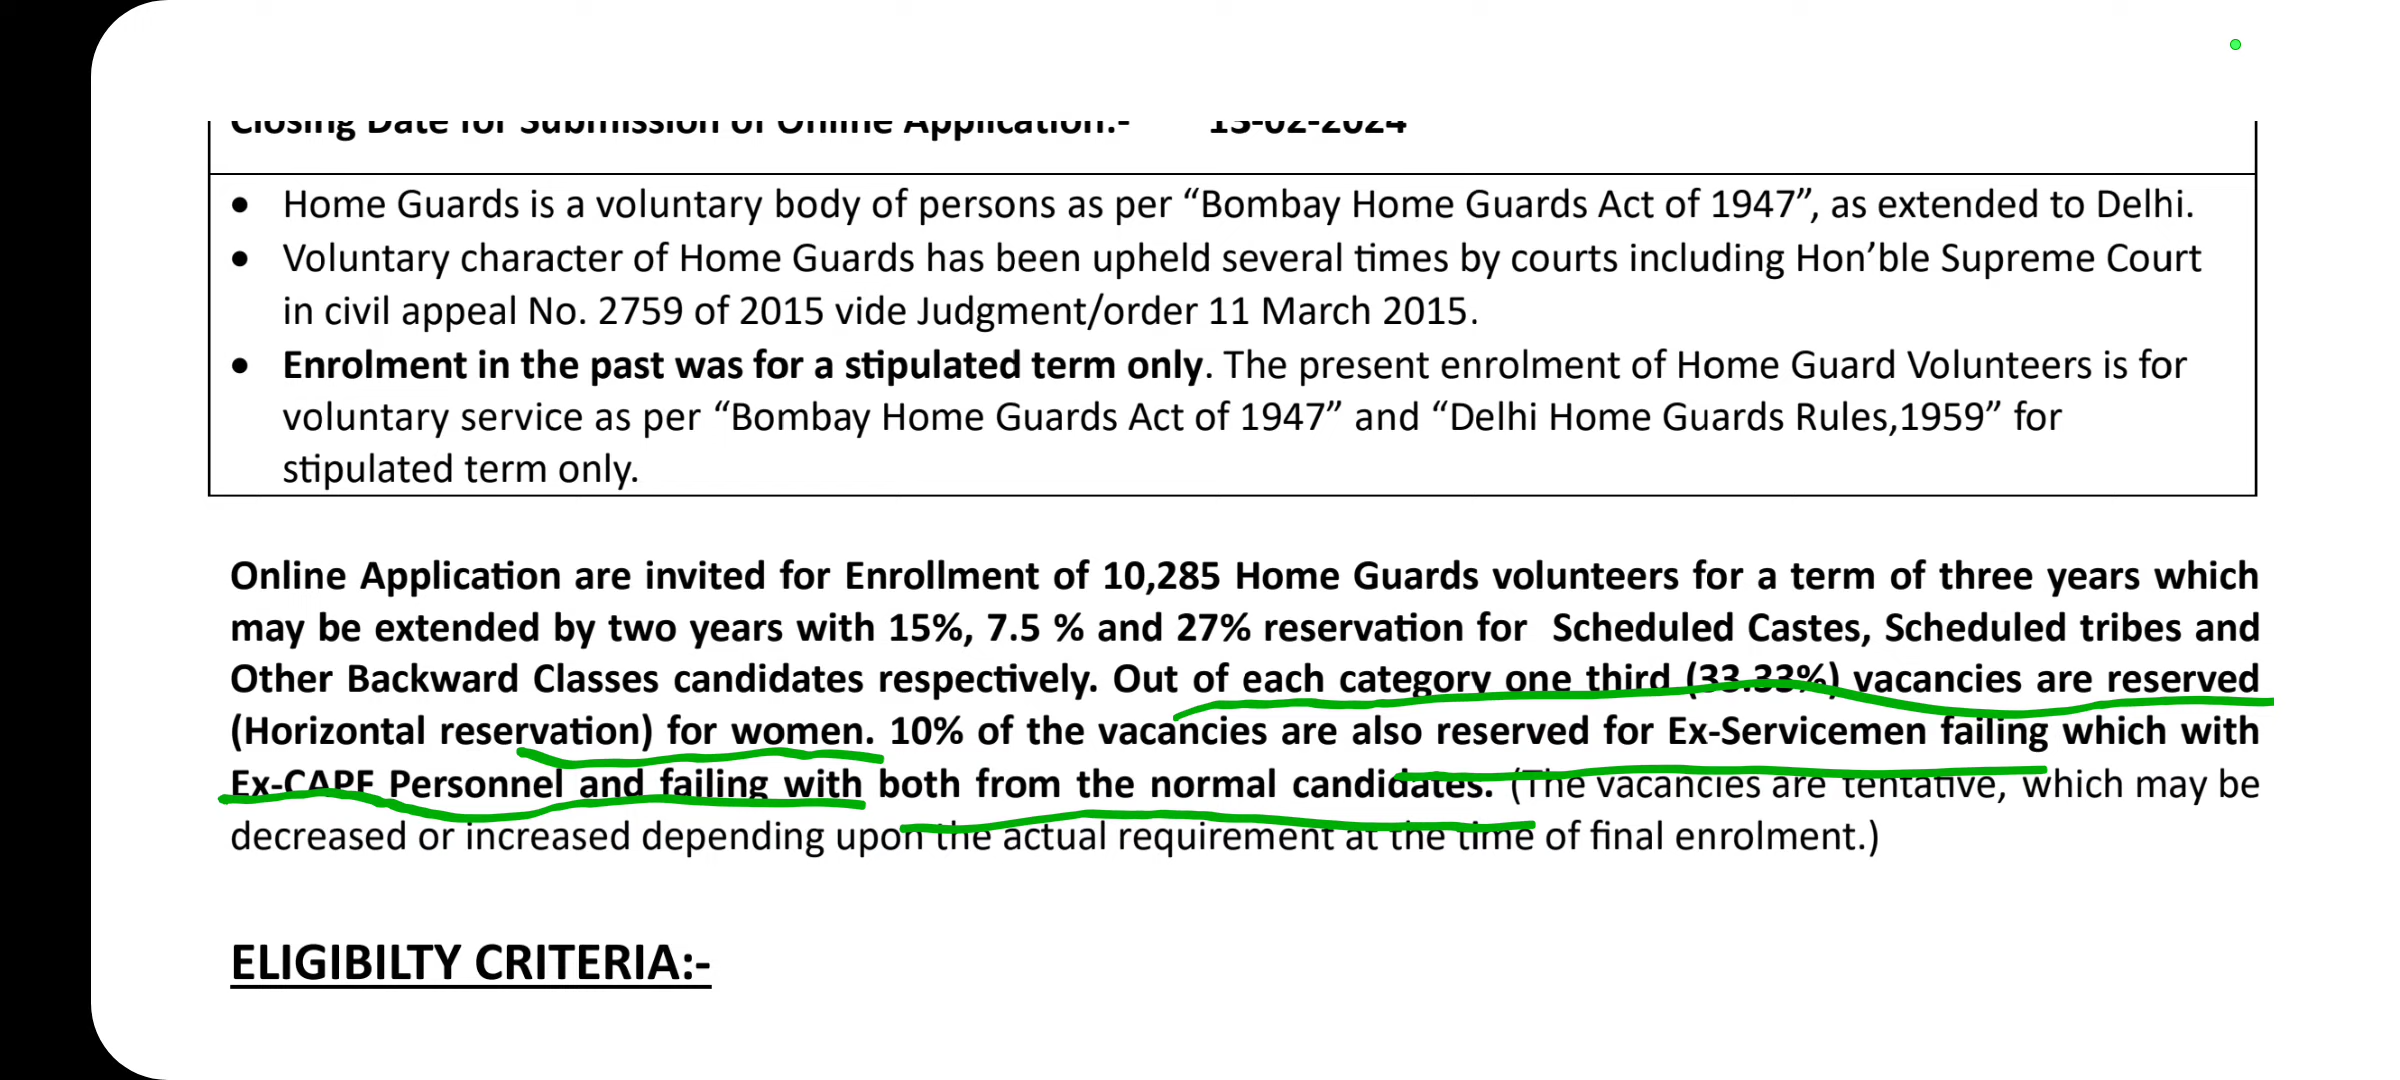 Closing Date for Submission of Online Application:- 13-02-2024
• Home Guards is a voluntary body of persons as per “Bombay Home Guards Act of 1947”, as extended to Delhi.
• Voluntary character of Home Guards has been upheld several times by courts including Hon’ble Supreme Court
in civil appeal No. 2759 of 2015 vide Judgment/order 11 March 2015.
• Enrolment in the past was for a stipulated term only. The present enrolment of Home Guard Volunteers is for
voluntary service as per “Bombay Home Guards Act of 1947” and “Delhi Home Guards Rules,1959” for
stipulated term only.
Online Application are invited for Enrollment of 10,285 Home Guards volunteers for a term of three years which
may be extended by two years with 15%, 7.5 % and 27% reservation for Scheduled Castes, Scheduled tribes and
Other Backward Classes candidates respectively. Out of each category one third (33.33%) vacancies are reserved
(Horizontal reservation) for women. 10% of the vacancies are also reserved for Ex-Servicemen failing which with
Ex-CAPF Personnel and failing with both from the normal candidates. (The vacancies are tentative, which may be
decreased or increased depending upon the actual requirement at the time of final enrolment.)
ELIGIBILTY CRITERIA:-